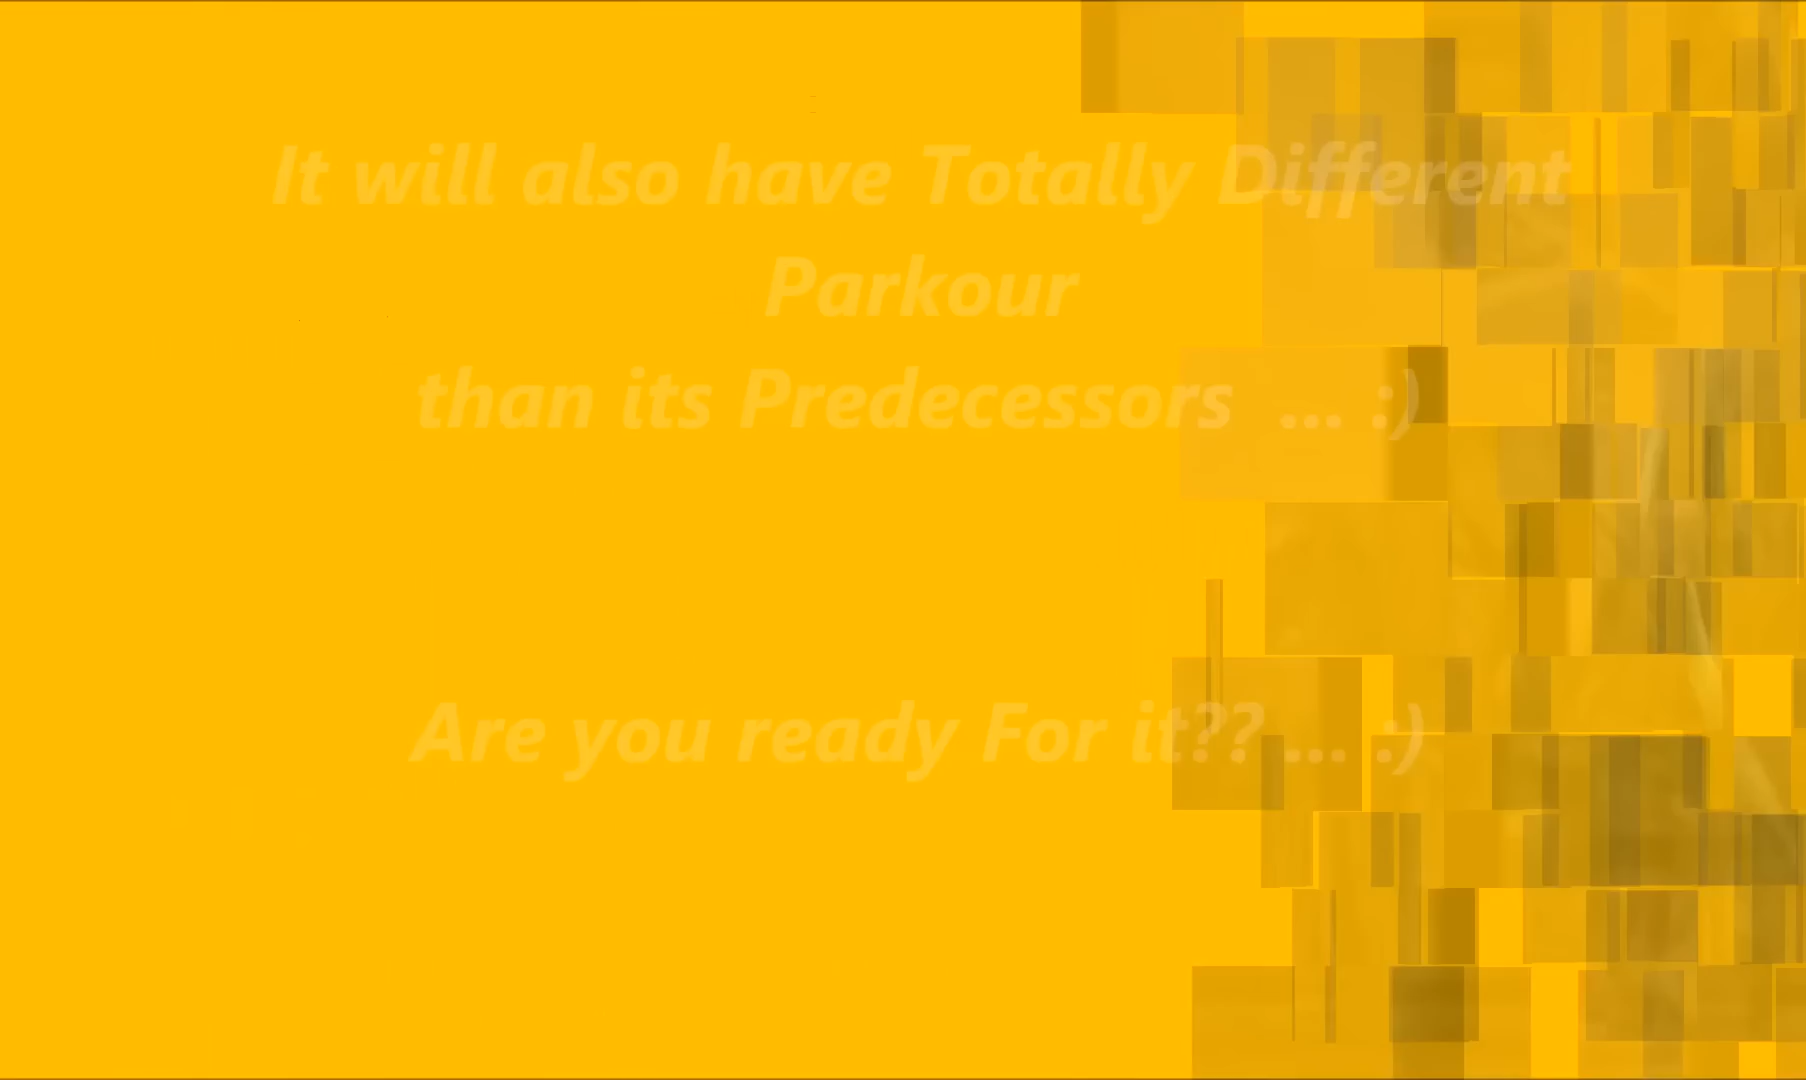 It will also have Totally Different
Parkour
than its Predecessors ... :)
Are you ready For it?? ... :)